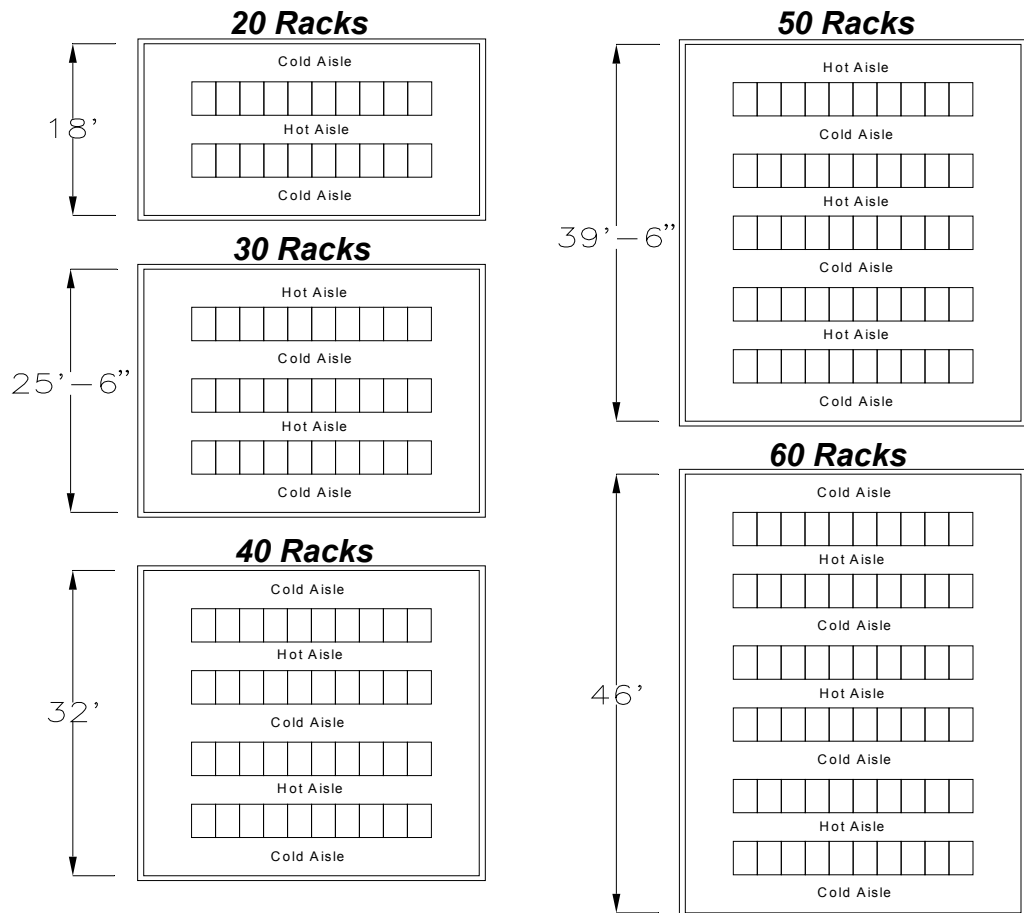 20 Racks
Cold Aisle
Hot Aisle
Cold Aisle
18'
30 Racks
Hot Aisle
Cold Aisle
Hot Aisle
Cold Aisle
25'-6"
40 Racks
Cold Aisle
Hot Aisle
Cold Aisle
Hot Aisle
Cold Aisle
32'
50 Racks
Hot Aisle
Cold Aisle
Hot Aisle
Cold Aisle
Hot Aisle
Cold Aisle
39'-6"
60 Racks
Cold Aisle
Hot Aisle
Cold Aisle
Hot Aisle
Cold Aisle
Hot Aisle
Cold Aisle
46'